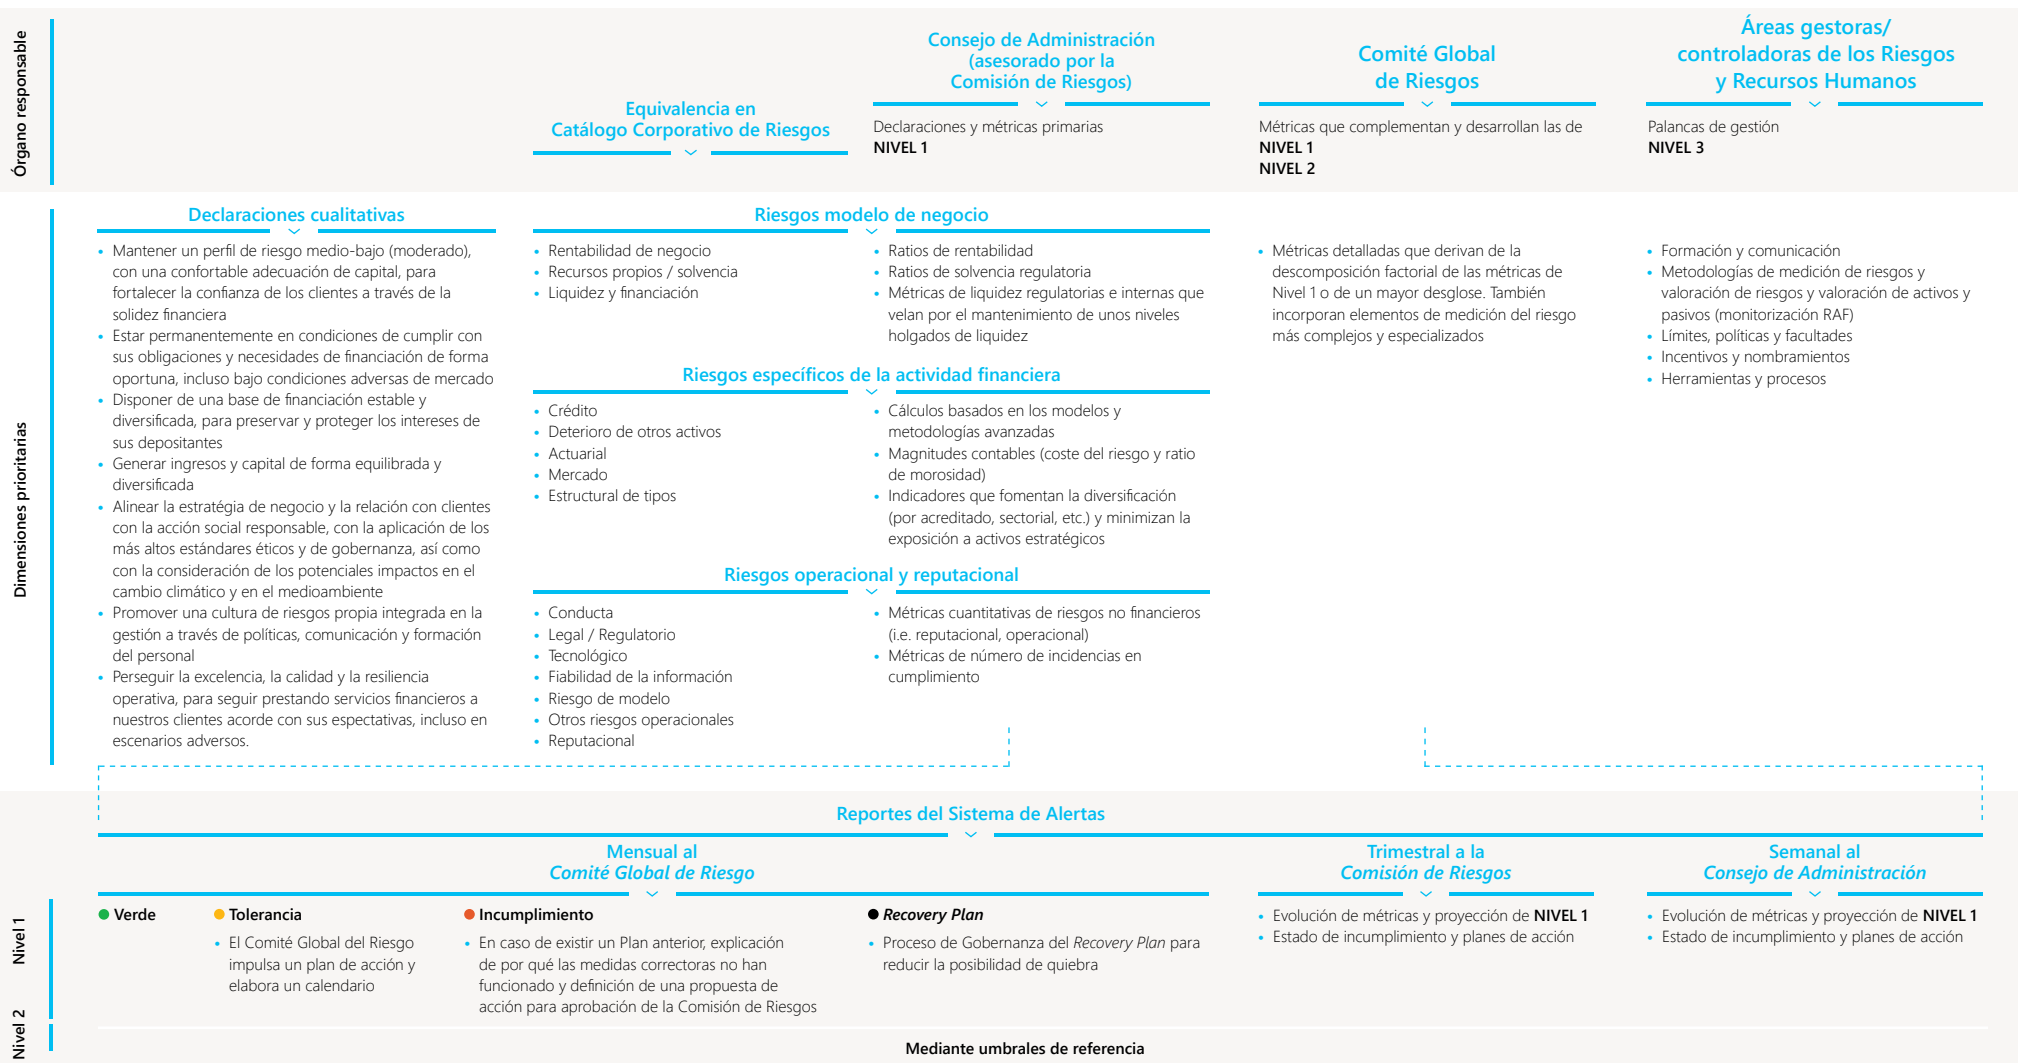 Órgano responsable
Equivalencia en
Catálogo Corporativo de Riesgos
Consejo de Administración
(asesorado por la
Comisión de Riesgos)
Declaraciones y métricas primarias
NIVEL 1
Comité Global
de Riesgos
Métricas que complementan y desarrollan las de
NIVEL 1
NIVEL 2
Áreas gestoras/
controladoras de los Riesgos
y Recursos Humanos
Palancas de gestión
NIVEL 3
Dimensiones prioritarias
Declaraciones cualitativas
• Mantener un perfil de riesgo medio-bajo (moderado),
con una confortable adecuación de capital, para
fortalecer la confianza de los clientes a través de la
solidez financiera
• Estar permanentemente en condiciones de cumplir con
sus obligaciones y necesidades de financiación de forma
oportuna, incluso bajo condiciones adversas de mercado
• Disponer de una base de financiación estable y
diversificada, para preservar y proteger los intereses de
sus depositantes
• Generar ingresos y capital de forma equilibrada y
diversificada
• Alinear la estratégia de negocio y la relación con clientes
con la acción social responsable, con la aplicación de los
más altos estándares éticos y de gobernanza, así como
con la consideración de los potenciales impactos en el
cambio climático y en el medioambiente
• Promover una cultura de riesgos propia integrada en la
gestión a través de políticas, comunicación y formación
del personal
• Perseguir la excelencia, la calidad y la resiliencia
operativa, para seguir prestando servicios financieros a
nuestros clientes acorde con sus espectativas, incluso en
escenarios adversos.
Riesgos modelo de negocio
• Rentabilidad de negocio
• Recursos propios / solvencia
• Liquidez y financiación
• Ratios de rentabilidad
• Ratios de solvencia regulatoria
• Métricas de liquidez regulatorias e internas que
velan por el mantenimiento de unos niveles
holgados de liquidez
Riesgos específicos de la actividad financiera
• Crédito
• Deterioro de otros activos
• Actuarial
• Mercado
• Estructural de tipos
• Cálculos basados en los modelos y
metodologías avanzadas
• Magnitudes contables (coste del riesgo y ratio
de morosidad)
• Indicadores que fomentan la diversificación
(por acreditado, sectorial, etc.) y minimizan la
exposición a activos estratégicos
Riesgos operacional y reputacional
• Conducta
• Legal / Regulatorio
• Tecnológico
• Fiabilidad de la información
• Riesgo de modelo
• Otros riesgos operacionales
• Reputacional
• Métricas cuantitativas de riesgos no financieros
(i.e. reputacional, operacional)
• Métricas de número de incidencias en
cumplimiento
• Métricas detalladas que derivan de la
descomposición factorial de las métricas de
Nivel 1 o de un mayor desglose. También
incorporan elementos de medición del riesgo
más complejos y especializados
• Formación y comunicación
• Metodologías de medición de riesgos y
valoración de riesgos y valoración de activos y
pasivos (monitorización RAF)
• Límites, políticas y facultades
• Incentivos y nombramientos
• Herramientas y procesos
Reportes del Sistema de Alertas
Nivel 1
Mensual al
Comité Global de Riesgo
Verde
Tolerancia
• El Comité Global del Riesgo
impulsa un plan de acción y
elabora un calendario
Incumplimiento
• En caso de existir un Plan anterior, explicación
de por qué las medidas correctoras no han
funcionado y definición de una propuesta de
acción para aprobación de la Comisión de Riesgos
Recovery Plan
• Proceso de Gobernanza del Recovery Plan para
reducir la posibilidad de quiebra
Trimestral a la
Comisión de Riesgos
• Evolución de métricas y proyección de NIVEL 1
• Estado de incumplimiento y planes de acción
Semanal al
Consejo de Administración
• Evolución de métricas y proyección de NIVEL 1
• Estado de incumplimiento y planes de acción
Nivel 2
Mediante umbrales de referencia